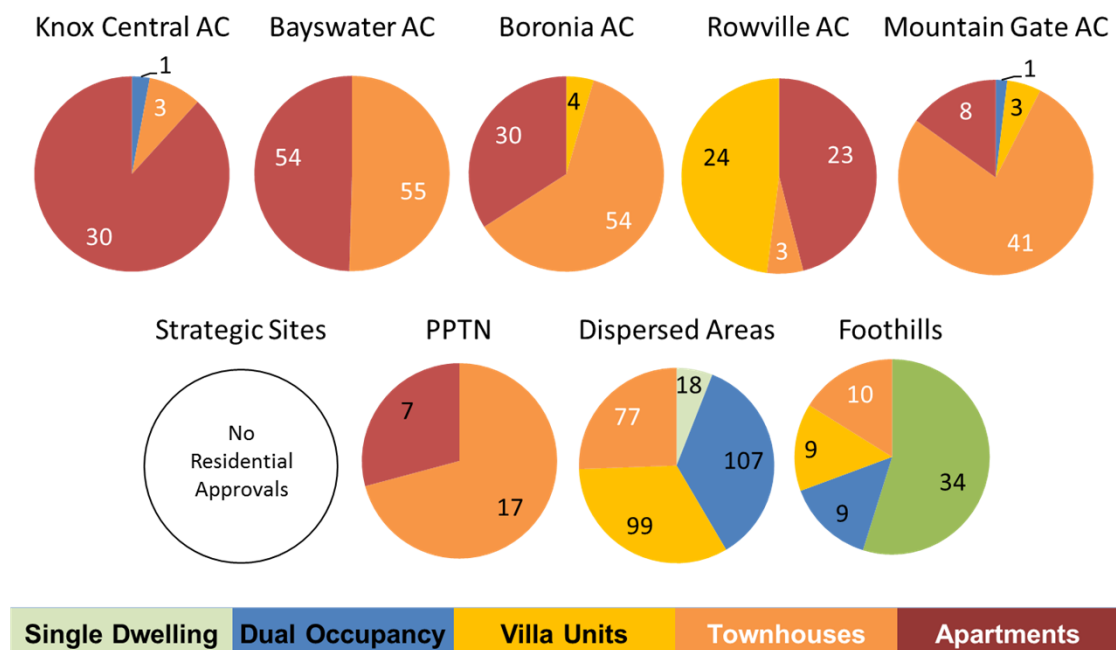 Knox Central AC
Bayswater AC
Boronia AC
Rowville AC
Mountain Gate AC
1
3
30
54
55
4
30
54
24
23
3
1
3
8
41
Strategic Sites
PPTN
Dispersed Areas
Foothills
No
Residential
Approvals
7
17
18
77
107
99
10
9
34
9
Single Dwelling
Dual Occupancy
Villa Units
Townhouses
Apartments